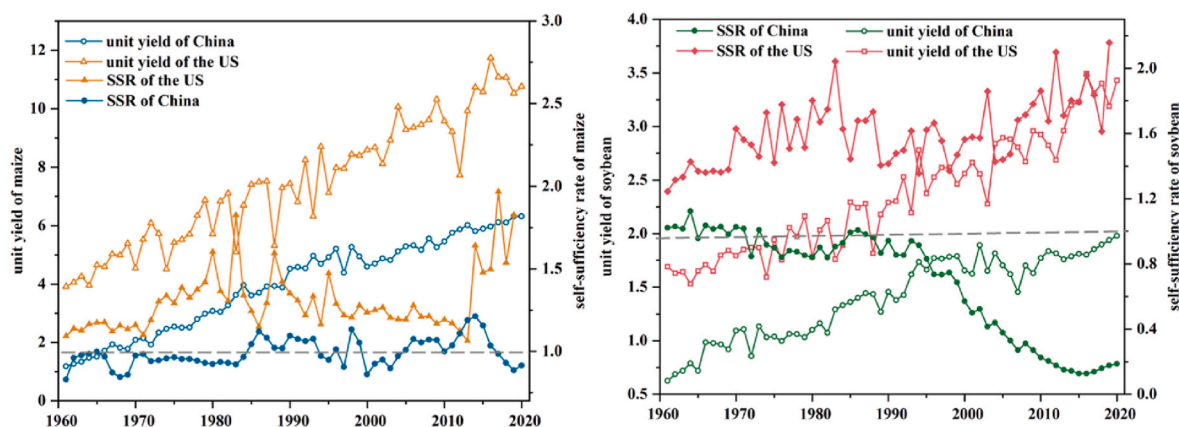 unit yield of China
unit yield of the US
SSR of the US
SSR of China
unit yield of maize
12
10
8
6
4
2
0
3.0
2.5
2.0
1.5
1.0
self-sufficiency rate of maize
1960 1970 1980 1990 2000 2010 2020
SSR of China unit yield of China
SSR of the US unit yield of the US
unit yield of soybean
4.0
3.5
3.0
2.5
2.0
1.5
1.0
0.5
2.0
1.6
1.2
0.8
0.4
0.0
self-sufficiency rate of soybean
1960 1970 1980 1990 2000 2010 2020